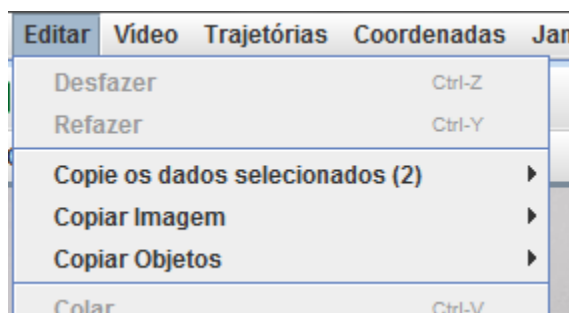 Editar Vídeo Trajetórias Coordenadas
Desfazer Ctrl-Z
Refazer Ctrl-Y
Copie os dados selecionados (2)
Copiar Imagem
Copiar Objetos
Colar Ctrl-V